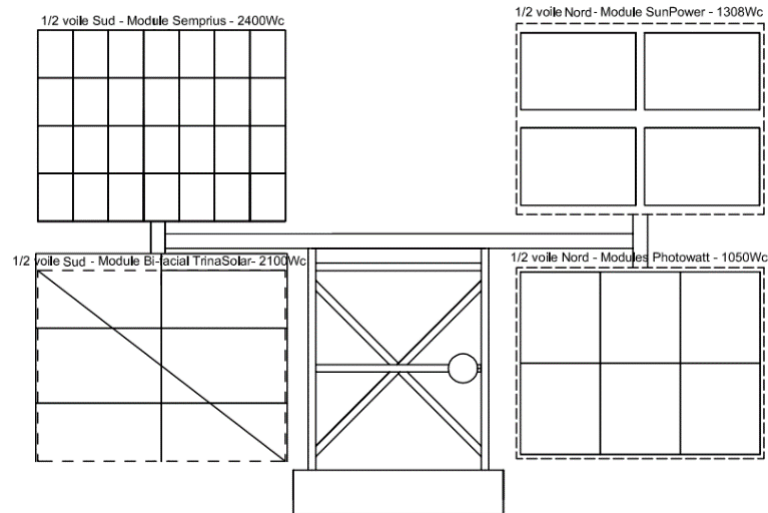 1/2 voile Sud - Module Semprius - 2400Wc
1/2 voile Nord - Module SunPower - 1308Wc
1/2 voile Sud - Module Bi-facial TrinaSolar- 2100Wc
1/2 voile Nord - Modules Photowatt - 1050Wc